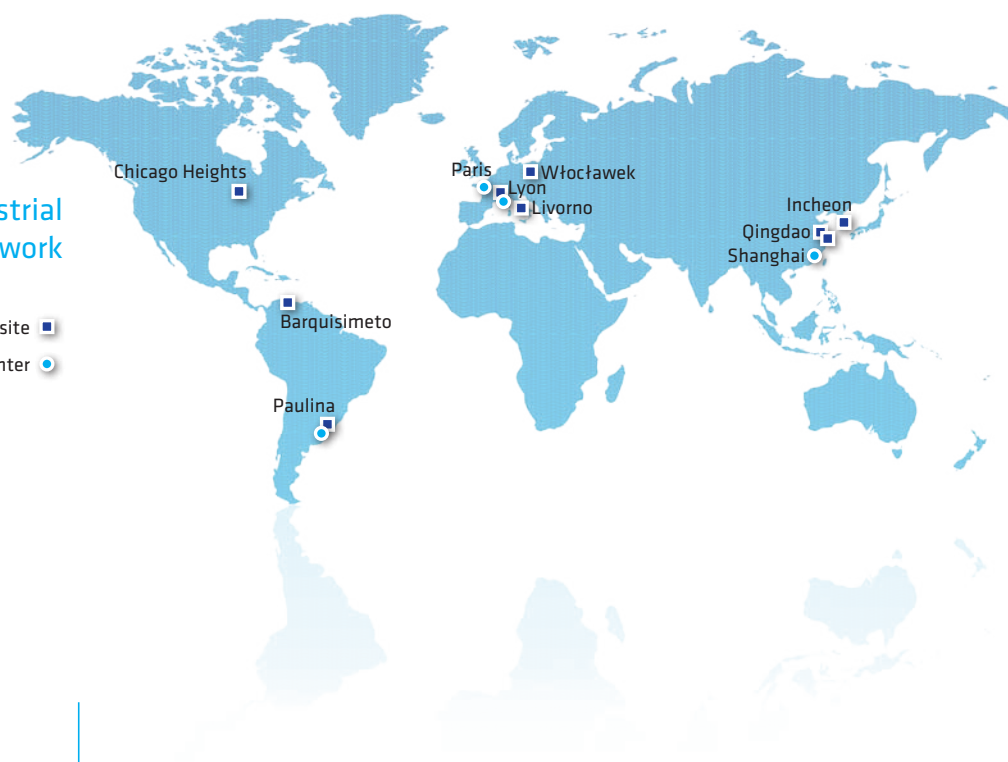 strial
work
site
nter
Chicago Heights
Paris
Włocławek
Lyon
Livorno
Incheon
Qingdao
Shanghai
Barquisimeto
Paulina